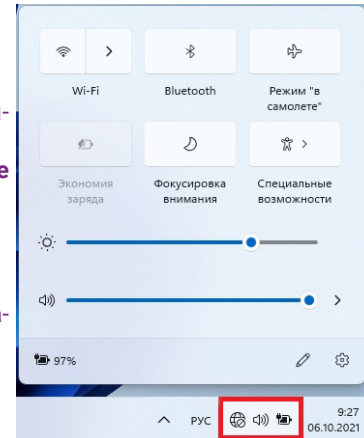 Wi-Fi
Bluetooth
Режим "в
самолете"
и-
е
Экономия
заряда
Фокусировка
внимания
Специальные
возможности
а-
97%
РУС
9:27
06.10.2021